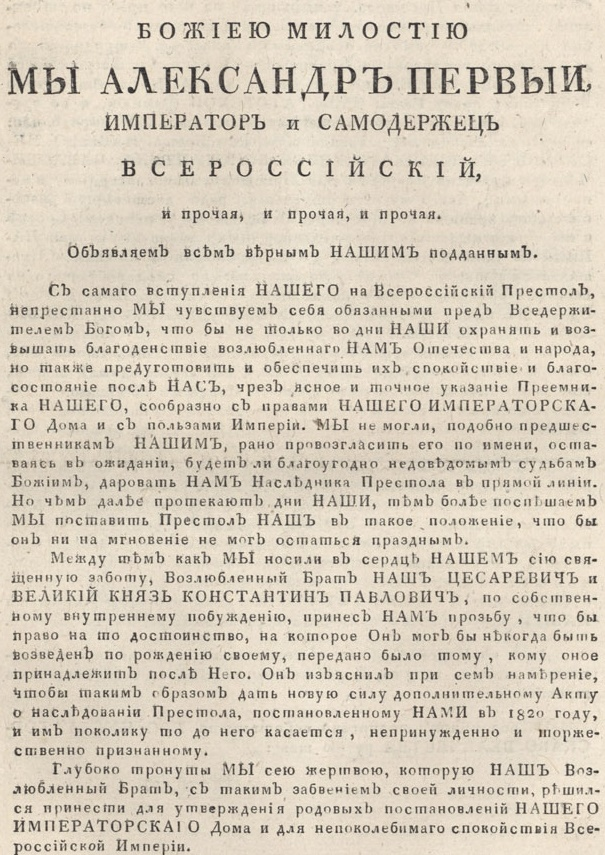 БОЖІЕЮ МИЛОСТІЮ
МЫ АЛЕКСАНДРЪ ПЕРВЫЙ,
ИМПЕРАТОРЪ и САМОДЕРЖЕЦЪ
ВСЕРОССІЙСКІЙ,
и прочая, и прочая, и прочая.
Объявляемъ всѣмъ вѣрнымъ НАШИМЪ подданнымъ.
Съ самаго вступленія НАШЕГО на Всероссійскій Престолъ,
непрестанно МЫ чувствуемъ себя обязанными предъ Вседержи-
телемъ Богомъ, что бы не только во дни НАШИ охранять и воз-
вышать благоденствіе возлюбленнаго НАМЪ Отечества и народа,
но также предуготовить и обеспечить ихъ спокойствіе и благо-
состояніе послѣ НАСЪ, чрезъ ясное и точное указаніе Преемни-
ка НАШЕГО, сообразно съ правами НАШЕГО ИМПЕРАТОРСКА-
ГО Дома и съ пользами Имперіи. МЫ не могли, подобно предшес-
твенникамъ НАШИМЪ, рано провозгласить его по имени, оста-
ваясь въ ожиданіи, будетъ ли благоугодно недовѣдомымъ судьбамъ
Божіимъ, даровать НАМЪ Наслѣдника Престола въ прямой линіи.
Но чѣмъ далѣе протекаютъ дни НАШИ, тѣмъ болѣе поспѣшаемъ
МЫ поставить Престолъ НАШЪ въ такое положеніе, что бы
онъ ни на мгновеніе не могъ остаться празднымъ.
Между тѣмъ какъ МЫ носили въ сердцѣ НАШЕМЪ сію свя-
щенную заботу, Возлюбленный Братъ НАШЪ ЦЕСАРЕВИЧЪ и
ВЕЛИКІЙ КНЯЗЬ КОНСТАНТИНЪ ПАВЛОВИЧЪ, по собствен-
ному внутреннему побужденію, принесъ НАМЪ прозьбу, что бы
право на то достоинство, на которое Онъ могъ бы нѣкогда быть
возведенъ по рожденію своему, передано было тому, кому оное
принадлежитъ послѣ Него. Онъ изъяснилъ при семъ намѣреніе,
чтобы такимъ образомъ дать новую силу дополнительному Акту
о наслѣдованіи Престола, постановленному НАМИ въ 1820 году,
и имъ поколику то до него касается, непринужденно и торже-
ственно признанному.
Глубоко тронуты МЫ сею жертвою, которую НАШЪ Воз-
любленный Братъ, съ такимъ забвеніемъ своей личности, рѣшил-
ся принести для утвержденія родовыхъ постановленій НАШЕГО
ИМПЕРАТОРСКАГО Дома и для непоколебимаго спокойствія Все-
россійской Имперіи.